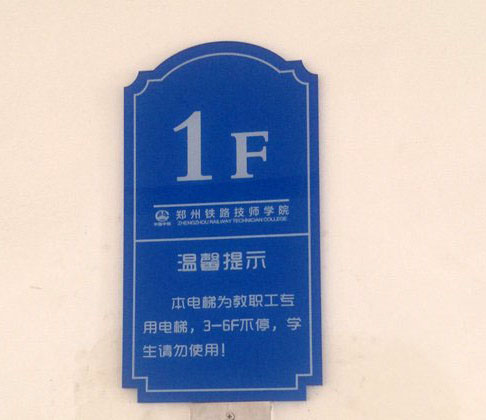 1F
郑州铁路技师学院
ZHENGZHOU RAILWAY TECHNICIAN COLLEGE
温馨提示
本电梯为教职工专
用电梯，3-6F不停，学
生请勿使用！